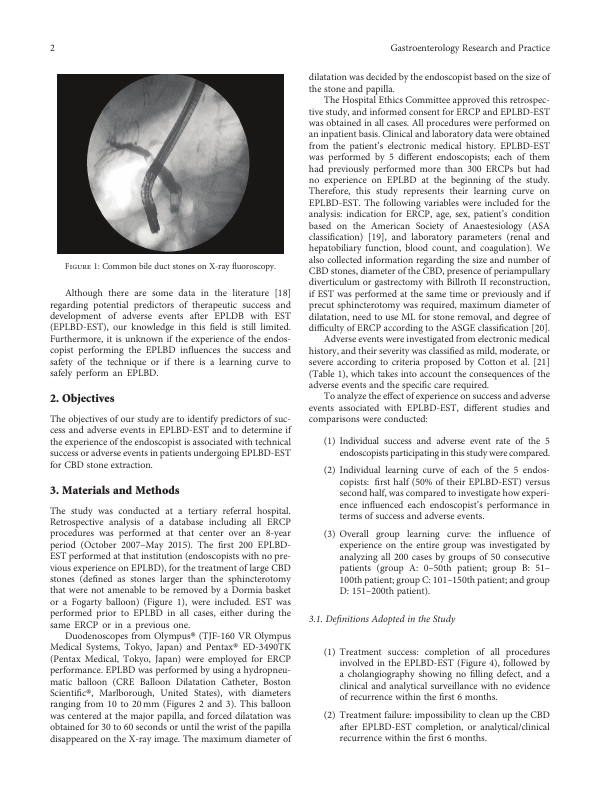 2
Gastroenterology Research and Practice
Figure 1: Common bile duct stones on X-ray fluoroscopy.
Although there are some data in the literature [18]
regarding potential predictors of therapeutic success and
development of adverse events after EPLDB with EST
(EPLBD-EST), our knowledge in this field is still limited.
Furthermore, it is unknown if the experience of the endos-
copist performing the EPLBD influences the success and
safety of the technique or if there is a learning curve to
safely perform an EPLBD.
2. Objectives
The objectives of our study are to identify predictors of suc-
cess and adverse events in EPLBD-EST and to determine if
the experience of the endoscopist is associated with technical
success or adverse events in patients undergoing EPLBD-EST
for CBD stone extraction.
3. Materials and Methods
The study was conducted at a tertiary referral hospital.
Retrospective analysis of a database including all ERCP
procedures was performed at that center over an 8-year
period (October 2007–May 2015). The first 200 EPLBD-
EST performed at that institution (endoscopists with no pre-
vious experience on EPLBD), for the treatment of large CBD
stones (defined as stones larger than the sphincterotomy
that were not amenable to be removed by a Dormia basket
or a Fogarty balloon) (Figure 1), were included. EST was
performed prior to EPLBD in all cases, either during the
same ERCP or in a previous one.
Duodenoscopes from Olympus® (TJF-160 VR Olympus
Medical Systems, Tokyo, Japan) and Pentax® ED-3490TK
(Pentax Medical, Tokyo, Japan) were employed for ERCP
performance. EPLBD was performed by using a hydropneu-
matic balloon (CRE Balloon Dilatation Catheter, Boston
Scientific®, Marlborough, United States), with diameters
ranging from 10 to 20 mm (Figures 2 and 3). This balloon
was centered at the major papilla, and forced dilatation was
obtained for 30 to 60 seconds or until the wrist of the papilla
disappeared on the X-ray image. The maximum diameter of
dilatation was decided by the endoscopist based on the size of
the stone and papilla.
The Hospital Ethics Committee approved this retrospec-
tive study, and informed consent for ERCP and EPLBD-EST
was obtained in all cases. All procedures were performed on
an inpatient basis. Clinical and laboratory data were obtained
from the patient's electronic medical history. EPLBD-EST
was performed by 5 different endoscopists; each of them
had previously performed more than 300 ERCPs but had
no experience on EPLBD at the beginning of the study.
Therefore, this study represents their learning curve on
EPLBD-EST. The following variables were included for the
analysis: indication for ERCP, age, sex, patient's condition
based on the American Society of Anaestesiology (ASA
classification) [19], and laboratory parameters (renal and
hepatobiliary function, blood count, and coagulation). We
also collected information regarding the size and number of
CBD stones, diameter of the CBD, presence of periampullary
diverticulum or gastrectomy with Billroth II reconstruction,
if EST was performed at the same time or previously and if
precut sphincterotomy was required, maximum diameter of
dilatation, need to use ML for stone removal, and degree of
difficulty of ERCP according to the ASGE classification [20].
Adverse events were investigated from electronic medical
history, and their severity was classified as mild, moderate, or
severe according to criteria proposed by Cotton et al. [21]
(Table 1), which takes into account the consequences of the
adverse events and the specific care required.
To analyze the effect of experience on success and adverse
events associated with EPLBD-EST, different studies and
comparisons were conducted:
(1) Individual success and adverse event rate of the 5
endoscopists participating in this study were compared.
(2) Individual learning curve of each of the 5 endos-
copists: first half (50% of their EPLBD-EST) versus
second half, was compared to investigate how experi-
ence influenced each endoscopist's performance in
terms of success and adverse events.
(3) Overall group learning curve: the influence of
experience on the entire group was investigated by
analyzing all 200 cases by groups of 50 consecutive
patients (group A: 0–50th patient; group B: 51–
100th patient; group C: 101–150th patient; and group
D: 151–200th patient).
3.1. Definitions Adopted in the Study
(1) Treatment success: completion of all procedures
involved in the EPLBD-EST (Figure 4), followed by
a cholangiography showing no filling defect, and a
clinical and analytical surveillance with no evidence
of recurrence within the first 6 months.
(2) Treatment failure: impossibility to clean up the CBD
after EPLBD-EST completion, or analytical/clinical
recurrence within the first 6 months.